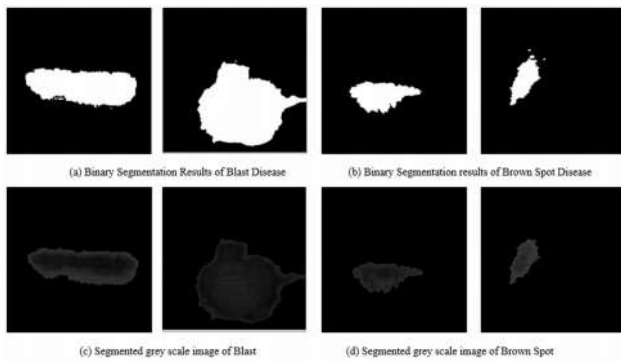 (a) Binary Segmentation Results of Blast Disease
(b) Binary Segmentation results of Brown Spot Disease
(c) Segmented grey scale image of Blast
(d) Segmented grey scale image of Brown Spot